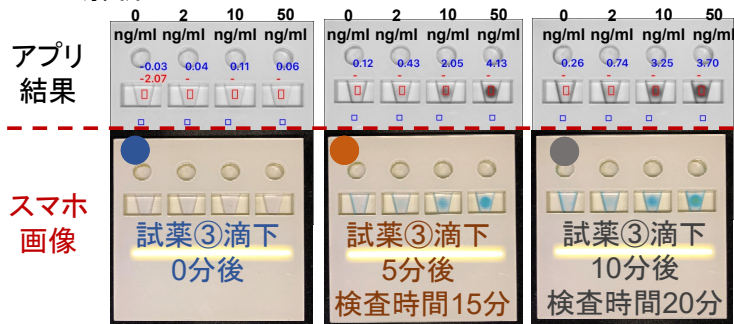 0 2 10 50
ng/ml ng/ml ng/ml ng/ml
-0.03 0.04 0.11 0.06
-2.07 - - -
0 2 10 50
ng/ml ng/ml ng/ml ng/ml
0.12 0.43 2.05 4.13
- - - -
0 2 10 50
ng/ml ng/ml ng/ml ng/ml
0.26 0.74 3.25 3.70
- - - -
アプリ
結果
スマホ
画像
試薬③滴下
0分後
試薬③滴下
5分後
検査時間15分
試薬③滴下
10分後
検査時間20分